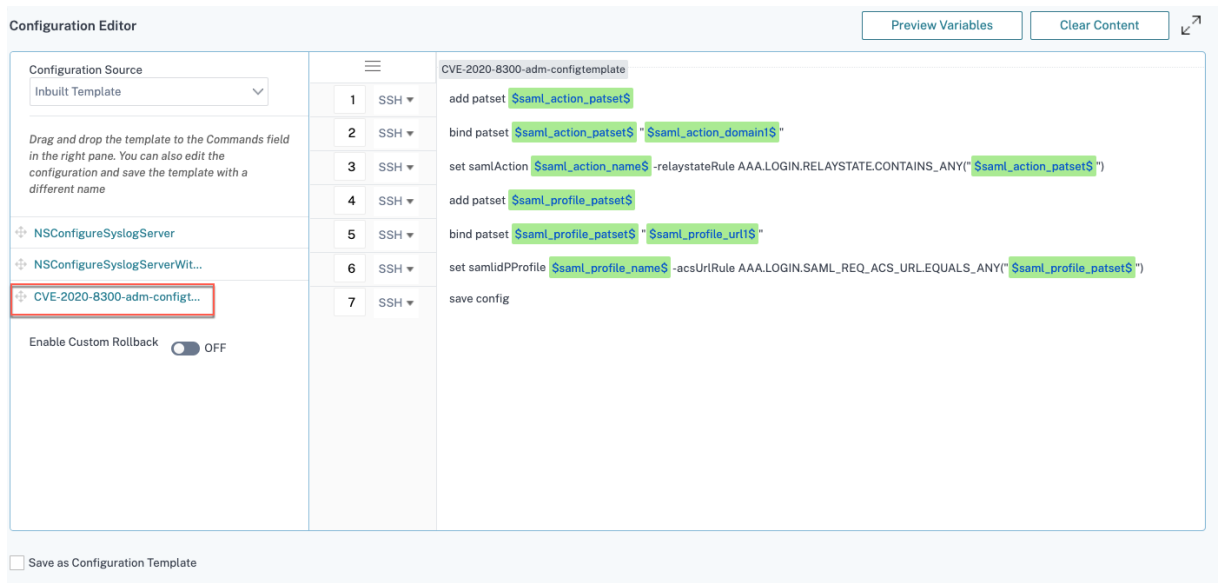 Configuration Editor
Preview Variables
Clear Content
Configuration Source
Inbuilt Template
Drag and drop the template to the Commands field
in the right pane. You can also edit the
configuration and save the template with a
different name
NSConfigureSyslogServer
NSConfigureSyslogServerWit...
CVE-2020-8300-adm-configt...
Enable Custom Rollback OFF
CVE-2020-8300-adm-configtemplate
1 SSH add patset $saml_action_patset$
2 SSH bind patset $saml_action_patset$ "$saml_action_domain1$"
3 SSH set samlAction $saml_action_name$ -relaystateRule AAA.LOGIN.RELAYSTATE.CONTAINS_ANY("$saml_action_patset$")
4 SSH add patset $saml_profile_patset$
5 SSH bind patset $saml_profile_patset$ "$saml_profile_url1$"
6 SSH set samlidPProfile $saml_profile_name$ -acsUrlRule AAA.LOGIN.SAML_REQ_ACS_URL.EQUALS_ANY("$saml_profile_patset$")
7 SSH save config
Save as Configuration Template